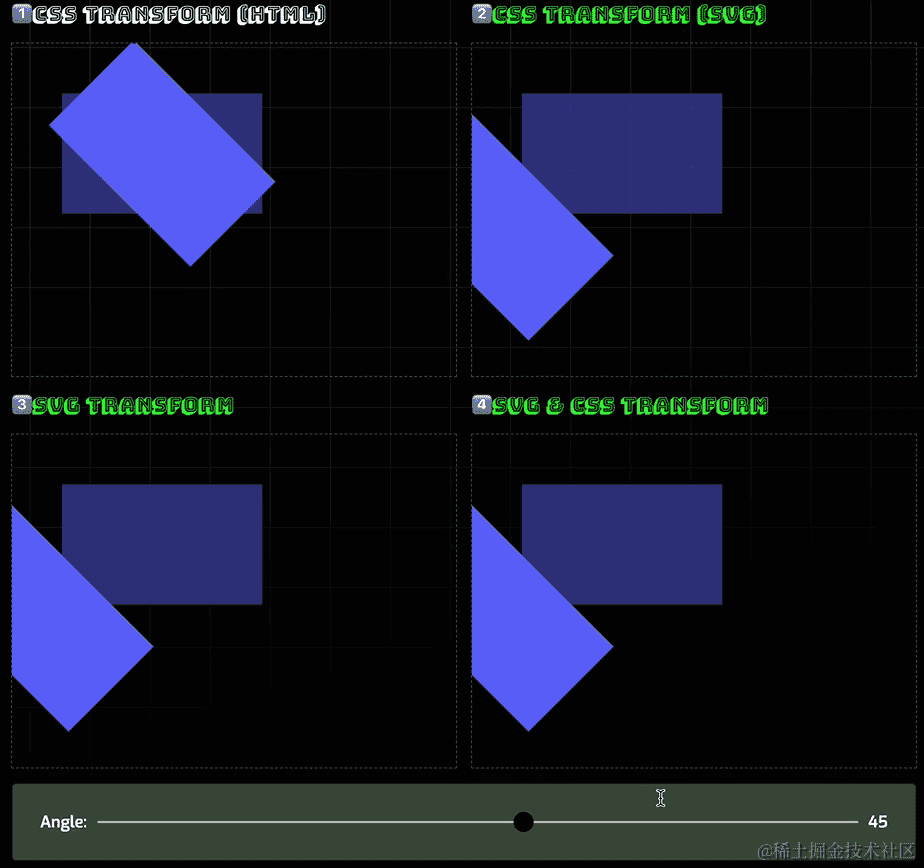 1 CSS TRANSFORM (HTML)
2 CSS TRANSFORM (SVG)
3 SVG TRANSFORM
4 SVG & CSS TRANSFORM
Angle: 45
@稀土掘金技术社区